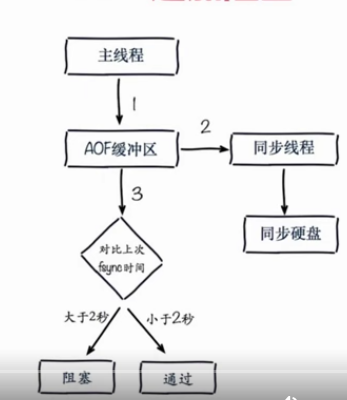 主线程
1
AOF缓冲区
2
同步线程
3
同步硬盘
对比上次
fsync时间
大于2秒
小于2秒
阻塞
通过